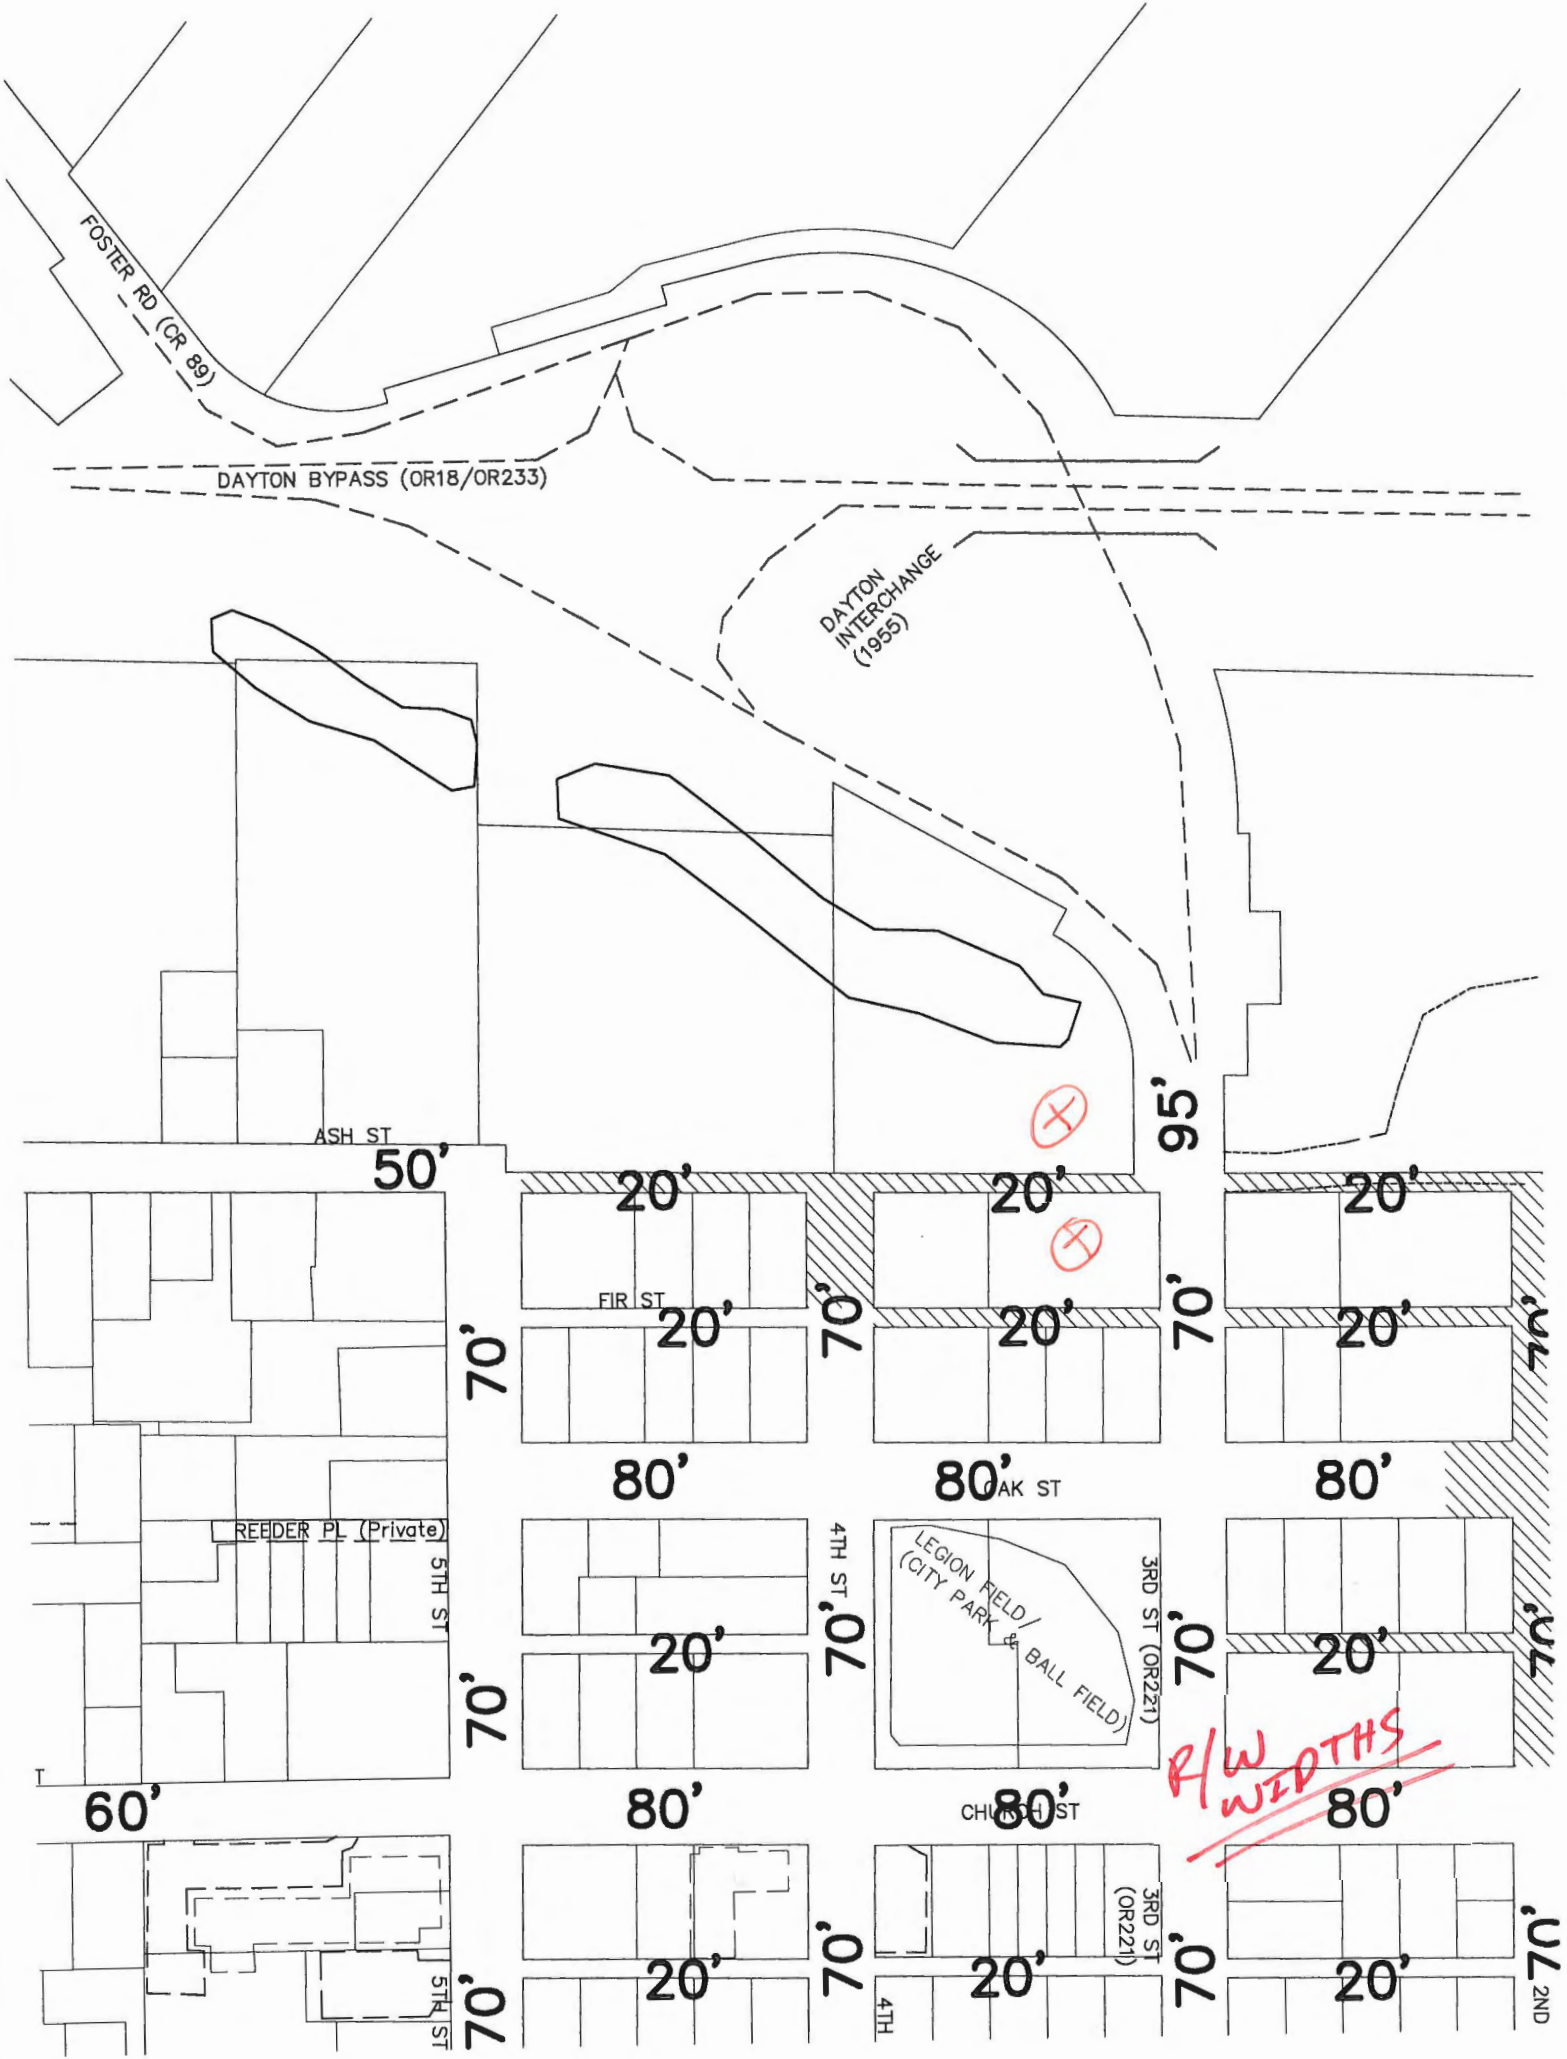 FOSTER RD (CR 89)
DAYTON BYPASS (OR18/OR233)
DAYTON
INTERCHANGE
(1955)
95'
ASH ST
50'
20'
20'
20'
FIR ST
20'
70'
20'
70'
20'
70'
70'
80'
80'
OAK ST
80'
REEDER PL (Private)
5TH ST
4TH ST
LEGION FIELD/
(CITY PARK & BALL FIELD)
3RD ST (OR221)
70'
20'
70'
70'
20'
70'
R/W
WIDTHS
T
60'
80'
80'
CHURCH ST
80'
3RD ST
(OR221)
5TH ST
70'
20'
70'
4TH
20'
70'
20'
70'
2ND